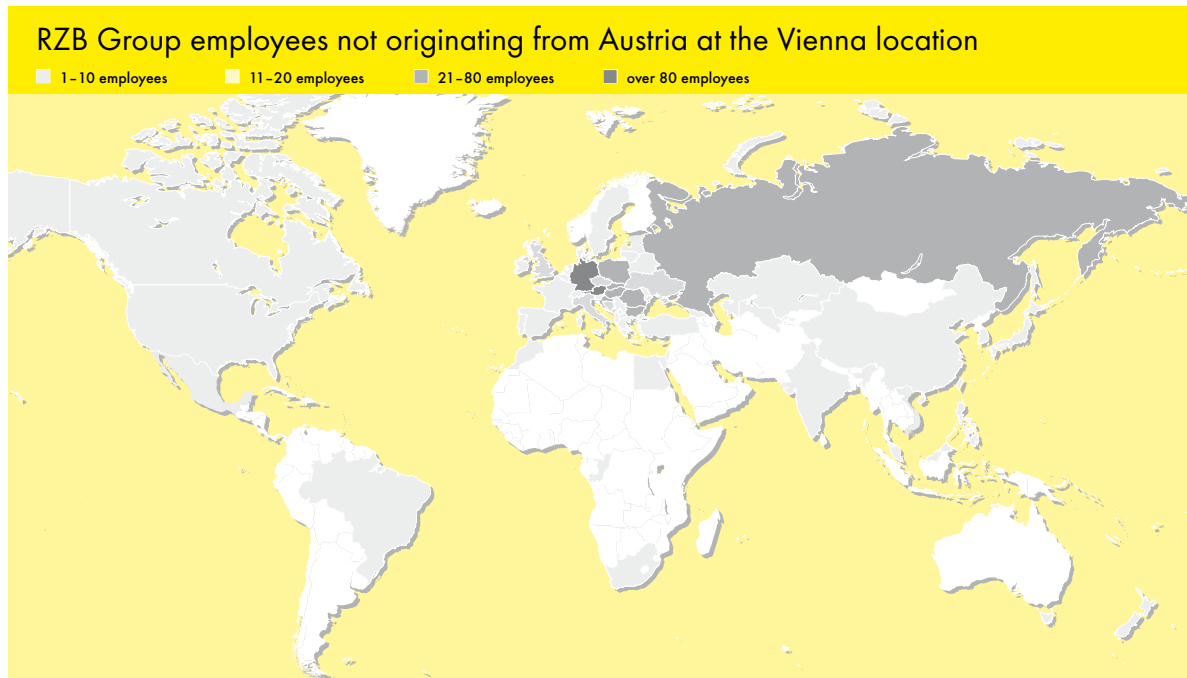 RZB Group employees not originating from Austria at the Vienna location
1–10 employees 11–20 employees 21–80 employees over 80 employees